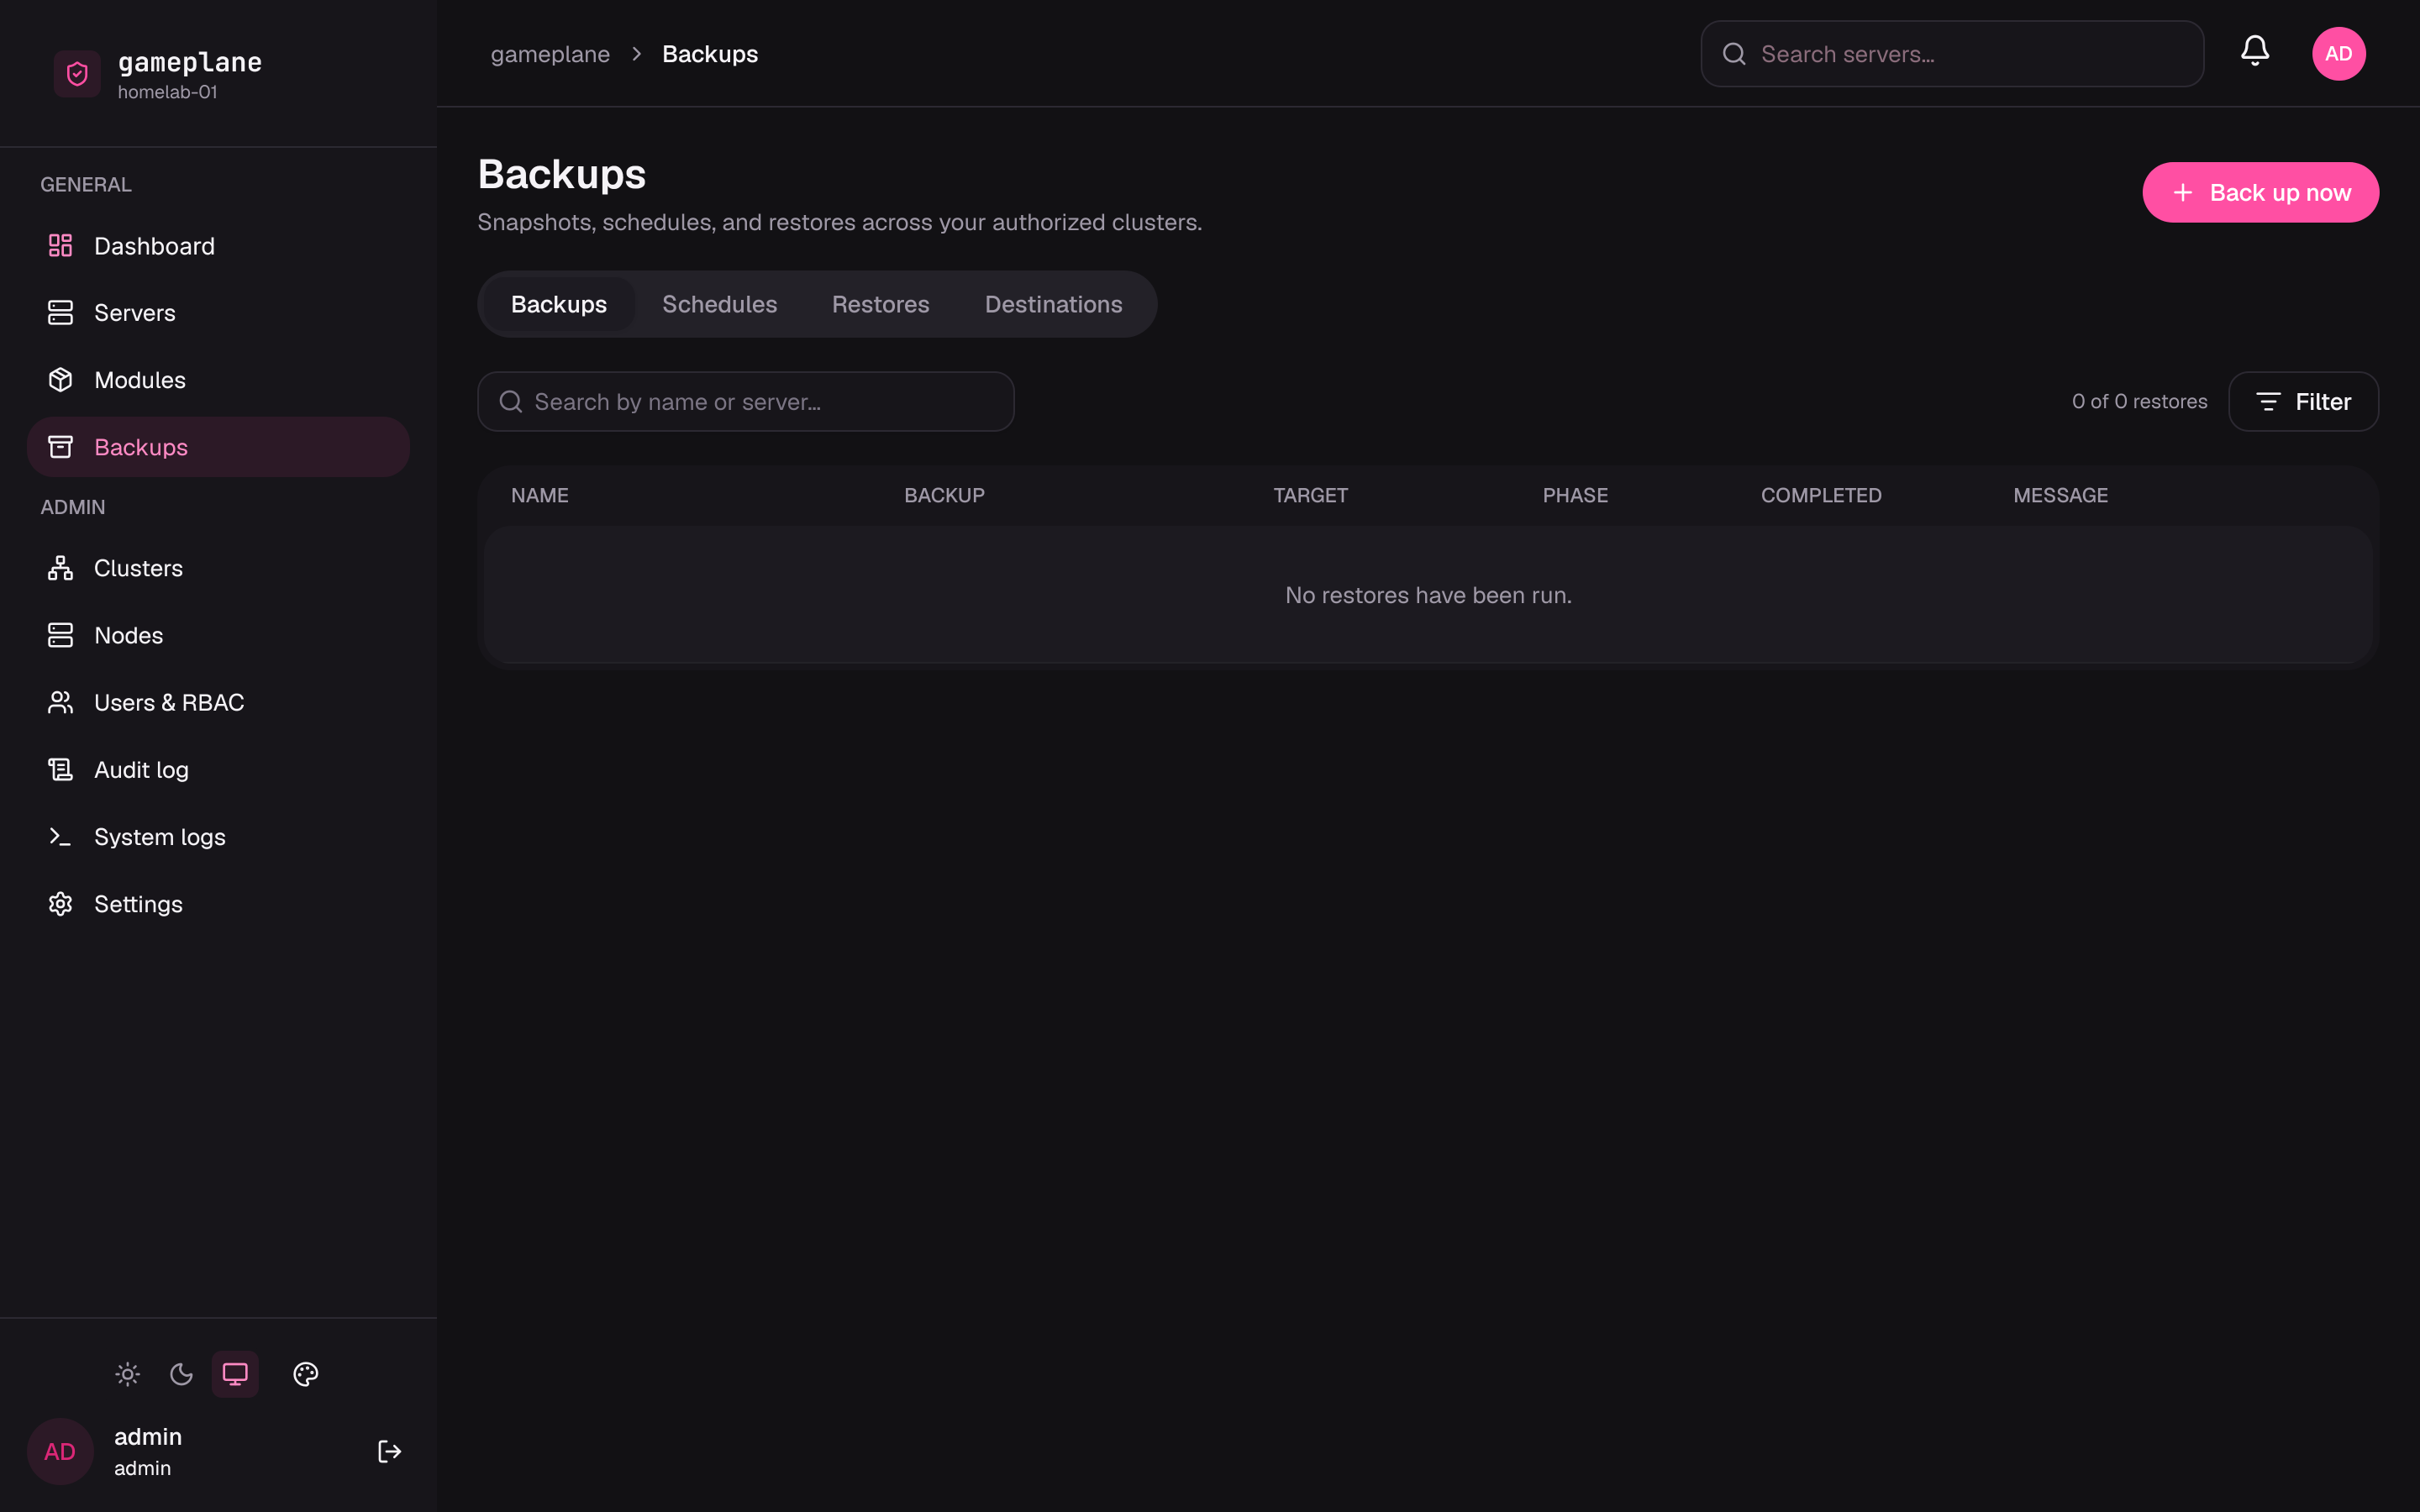 gameplane
homelab-01
GENERAL
Dashboard
Servers
Modules
Backups
ADMIN
Clusters
Nodes
Users & RBAC
Audit log
System logs
Settings
AD
admin
admin
gameplane > Backups
Search servers...
AD
Backups
Snapshots, schedules, and restores across your authorized clusters.
Back up now
Backups Schedules Restores Destinations
Search by name or server...
0 of 0 restores
Filter
NAME BACKUP TARGET PHASE COMPLETED MESSAGE
No restores have been run.